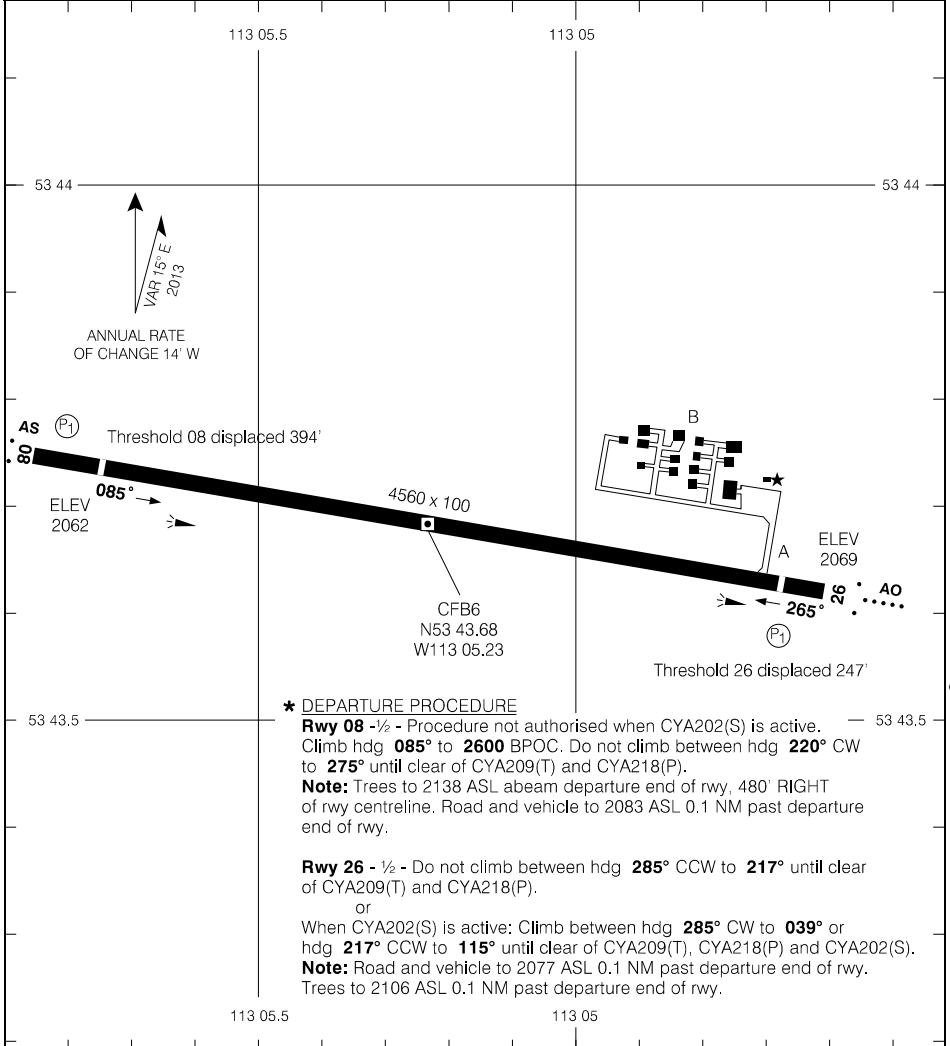 113 05.5
113 05
53 44
53 44
VAR 15° E
2013
ANNUAL RATE
OF CHANGE 14' W
AS
P1
Threshold 08 displaced 394'
08
085°
ELEV
2062
4560 x 100
B
A
ELEV
2069
26
AO
265°
P1
Threshold 26 displaced 247'
CFB6
N53 43.68
W113 05.23
53 43.5
53 43.5
★ DEPARTURE PROCEDURE
Rwy 08 -½ - Procedure not authorised when CYA202(S) is active.
Climb hdg 085° to 2600 BPOC. Do not climb between hdg 220° CW
to 275° until clear of CYA209(T) and CYA218(P).
Note: Trees to 2138 ASL abeam departure end of rwy, 480' RIGHT
of rwy centreline. Road and vehicle to 2083 ASL 0.1 NM past departure
end of rwy.
Rwy 26 - ½ - Do not climb between hdg 285° CCW to 217° until clear
of CYA209(T) and CYA218(P).
or
When CYA202(S) is active: Climb between hdg 285° CW to 039° or
hdg 217° CCW to 115° until clear of CYA209(T), CYA218(P) and CYA202(S).
Note: Road and vehicle to 2077 ASL 0.1 NM past departure end of rwy.
Trees to 2106 ASL 0.1 NM past departure end of rwy.
113 05.5
113 05